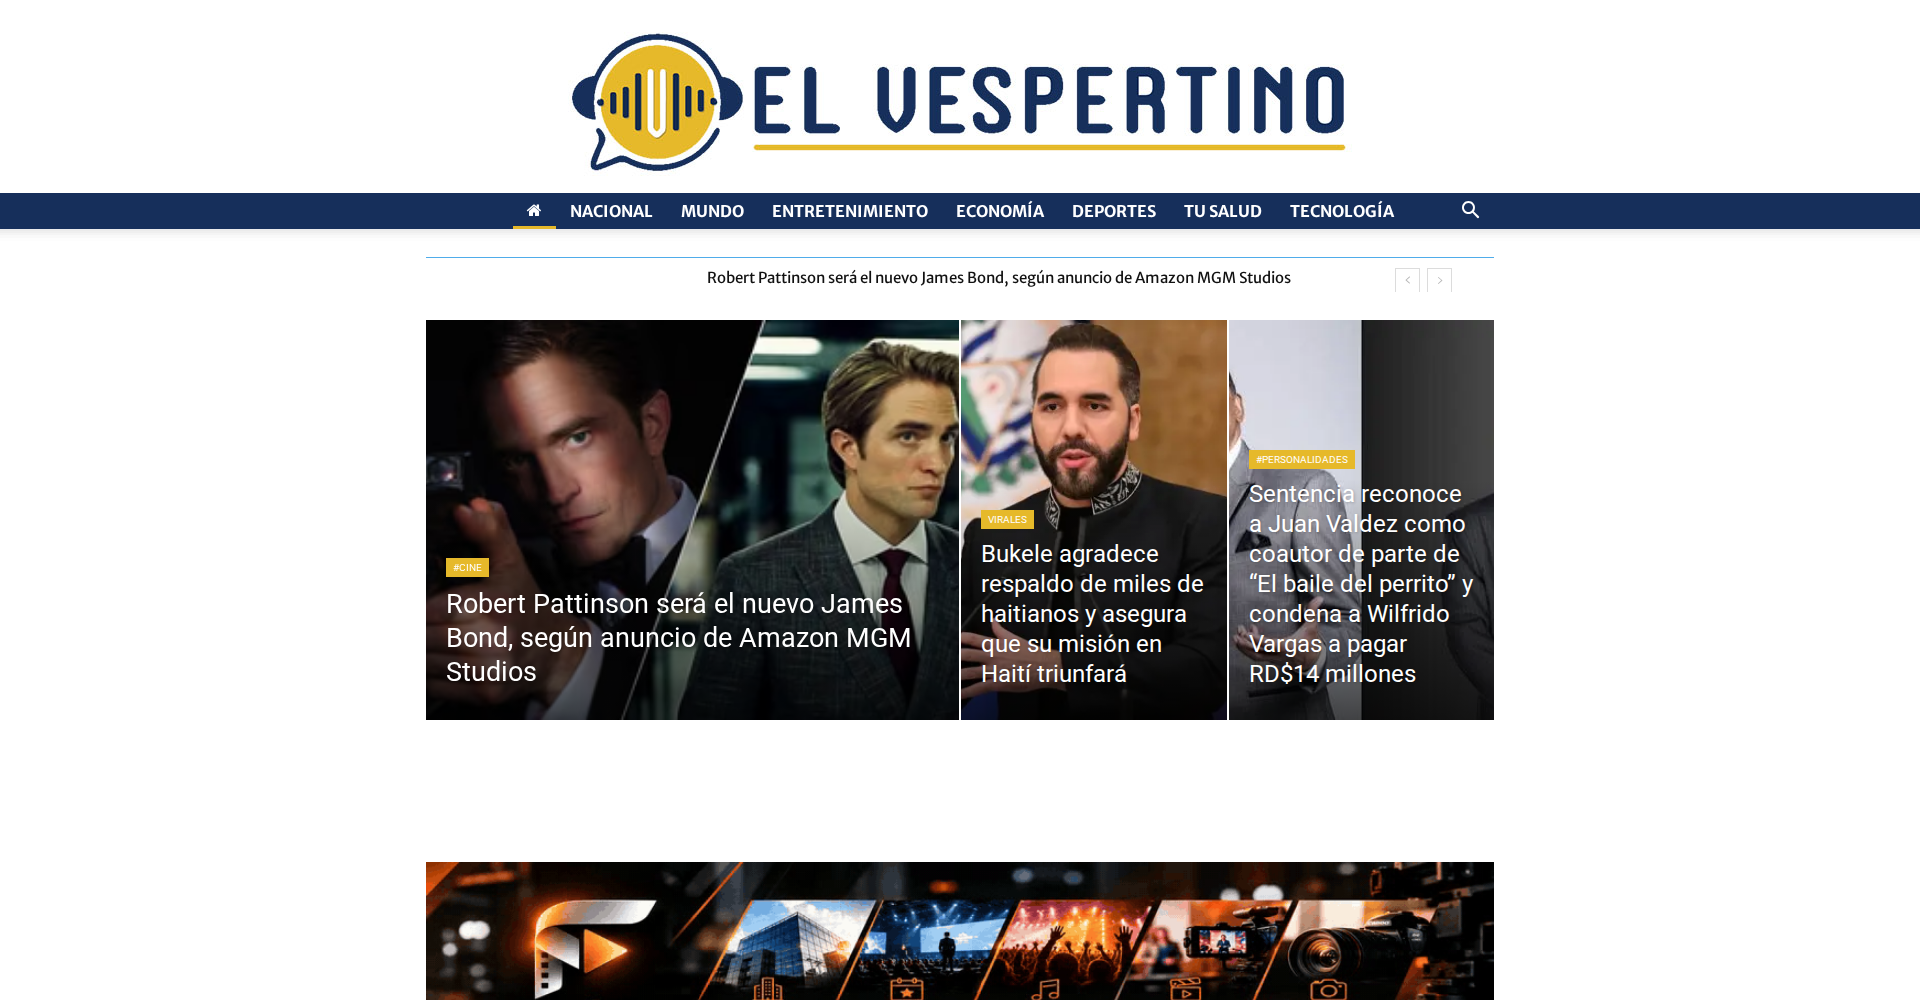 EL VESPERTINO
NACIONAL MUNDO ENTRETENIMIENTO ECONOMÍA DEPORTES TU SALUD TECNOLOGÍA
Robert Pattinson será el nuevo James Bond, según anuncio de Amazon MGM Studios
#CINE
Robert Pattinson será el nuevo James
Bond, según anuncio de Amazon MGM
Studios
VIRALES
Bukele agradece
respaldo de miles de
haitianos y asegura
que su misión en
Haití triunfará
#PERSONALIDADES
Sentencia reconoce
a Juan Valdez como
coautor de parte de
“El baile del perrito” y
condena a Wilfrido
Vargas a pagar
RD$14 millones